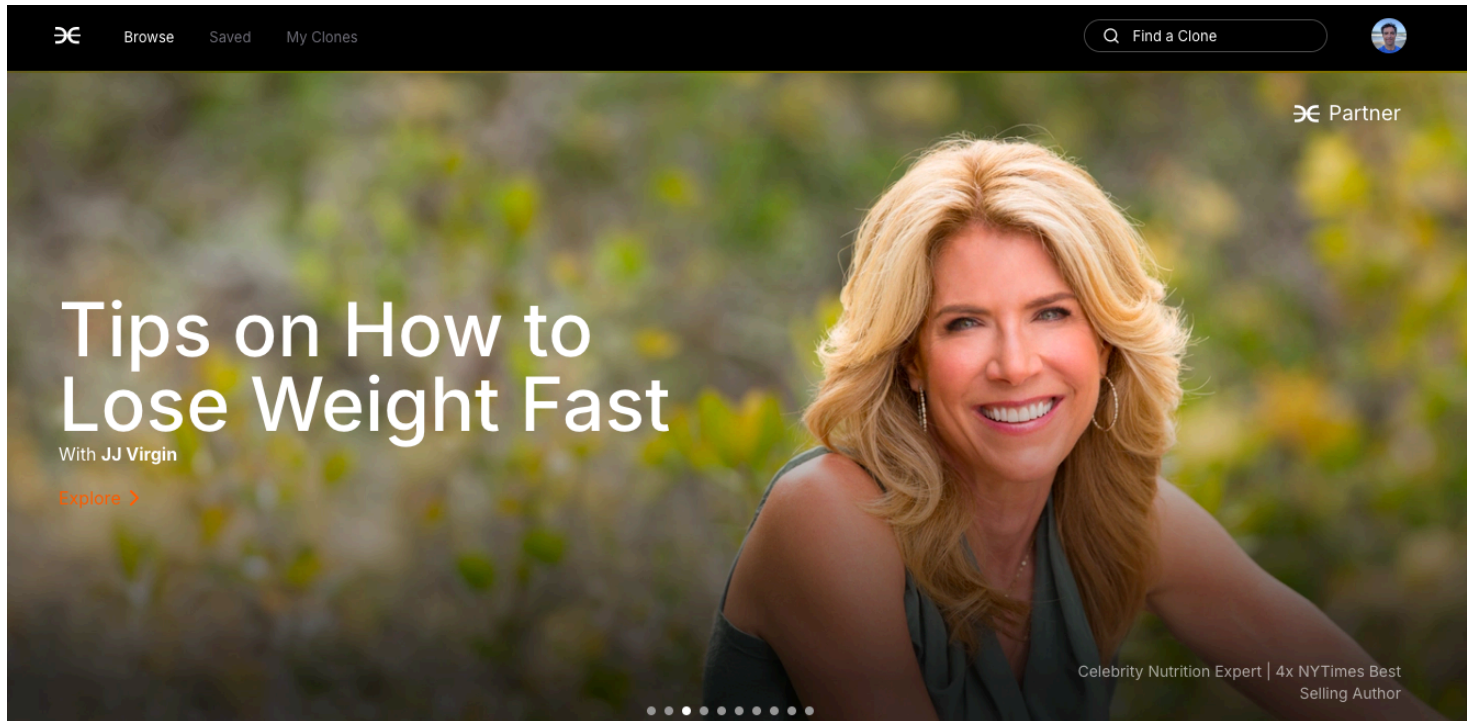 Browse Saved My Clones Find a Clone
Partner
Tips on How to
Lose Weight Fast
With JJ Virgin
Explore
Celebrity Nutrition Expert | 4x NYTimes Best
Selling Author